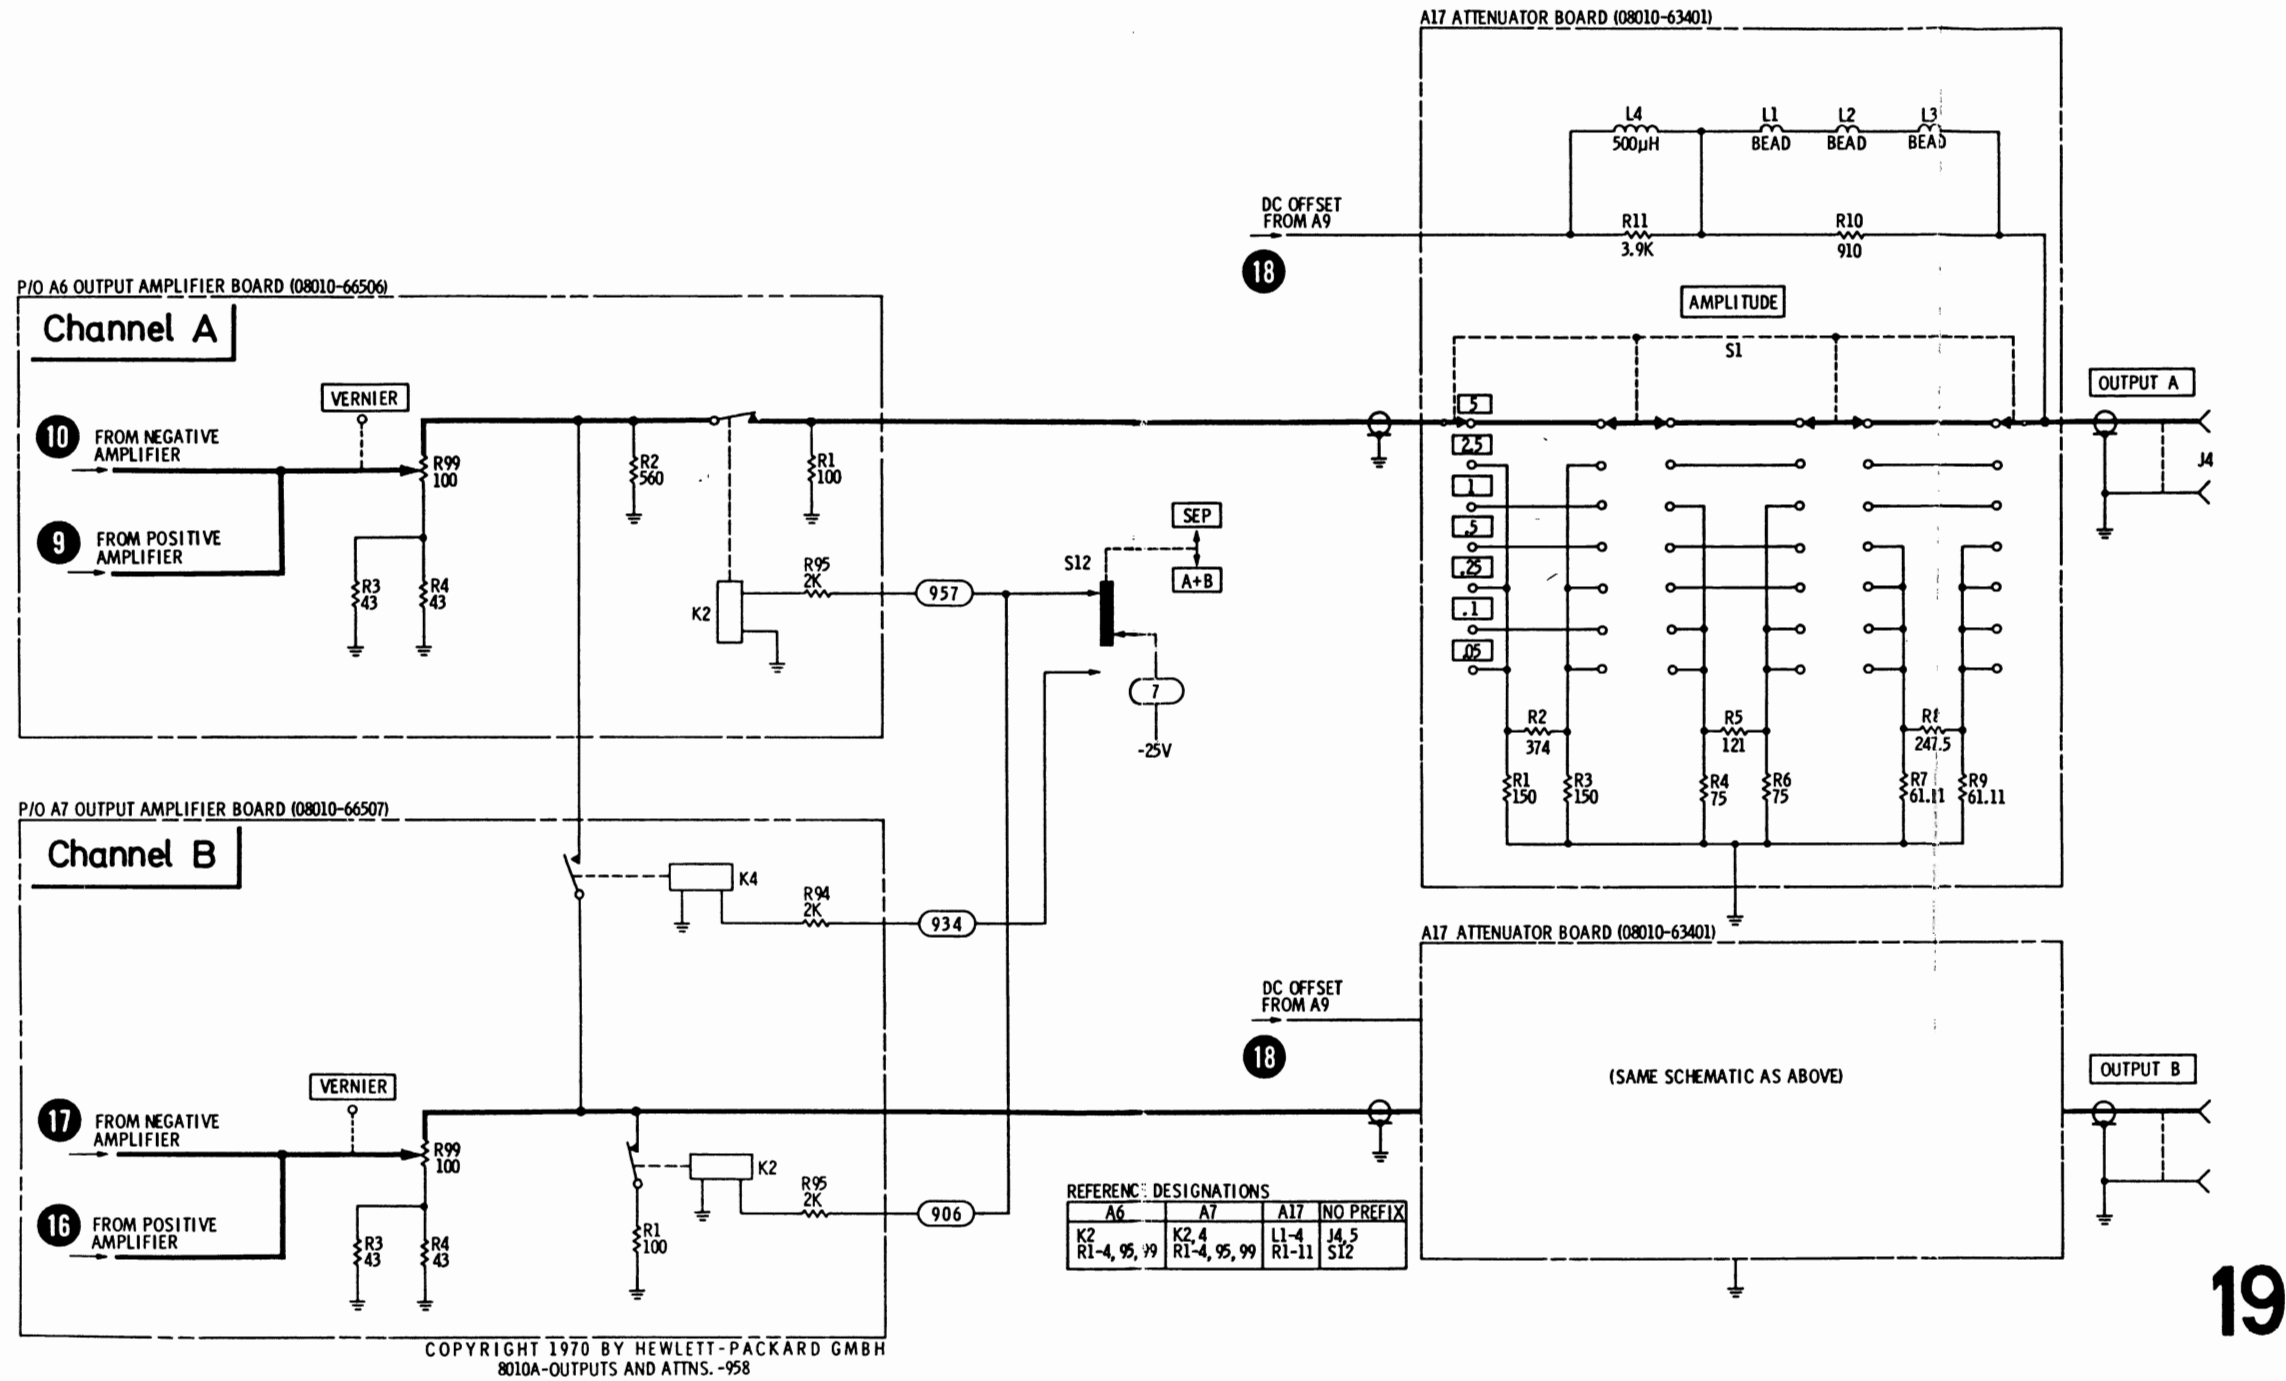 A17 ATTENUATOR BOARD (08010-63401)
L4
500µH
L1
BEAD
L2
BEAD
L3
BEAD
DC OFFSET
FROM A9
18
R11
3.9K
R10
910
AMPLITUDE
S1
5
2.5
1
.5
.25
.1
.05
R2
374
R1
150
R3
150
R5
121
R4
75
R6
75
R8
247.5
R7
61.11
R9
61.11
OUTPUT A
J4
P/O A6 OUTPUT AMPLIFIER BOARD (08010-66506)
Channel A
VERNIER
10
FROM NEGATIVE
AMPLIFIER
9
FROM POSITIVE
AMPLIFIER
R99
100
R3
43
R4
43
R2
560
R1
100
K2
R95
2K
957
S12
SEP
A+B
7
-25V
P/O A7 OUTPUT AMPLIFIER BOARD (08010-66507)
Channel B
K4
R94
2K
934
VERNIER
17
FROM NEGATIVE
AMPLIFIER
16
FROM POSITIVE
AMPLIFIER
R99
100
R3
43
R4
43
R1
100
K2
R95
2K
906
A17 ATTENUATOR BOARD (08010-63401)
DC OFFSET
FROM A9
18
(SAME SCHEMATIC AS ABOVE)
OUTPUT B
REFERENC DESIGNATIONS
A6 A7 A17 NO PREFIX
K2 K2,4 L1-4 J4,5
R1-4, 95, 99 R1-4, 95, 99 R1-11 S12
COPYRIGHT 1970 BY HEWLETT-PACKARD GMBH
8010A-OUTPUTS AND ATTNS. -958
19